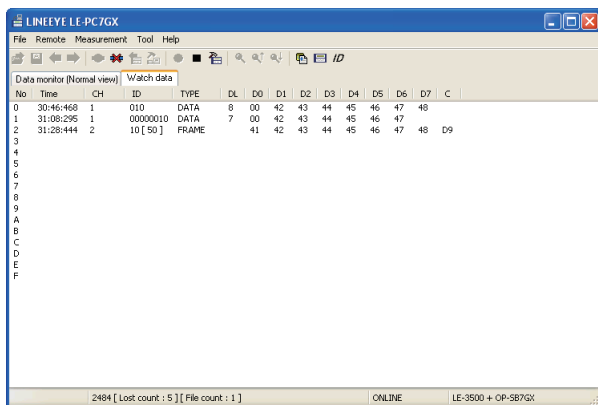 LINEEYE LE-PC7GX
File Remote Measurement Tool Help
ID
Data monitor (Normal view) Watch data
No Time CH ID TYPE DL D0 D1 D2 D3 D4 D5 D6 D7 C
0 30:46:468 1 010 DATA 8 00 42 43 44 45 46 47 48
1 31:08:295 1 00000010 DATA 7 00 42 43 44 45 46 47
2 31:28:444 2 10 [ 50 ] FRAME 41 42 43 44 45 46 47 48 D9
3
4
5
6
7
8
9
A
B
C
D
E
F
2484 [ Lost count : 5 ] [ File count : 1 ] ONLINE LE-3500 + OP-SB7GX